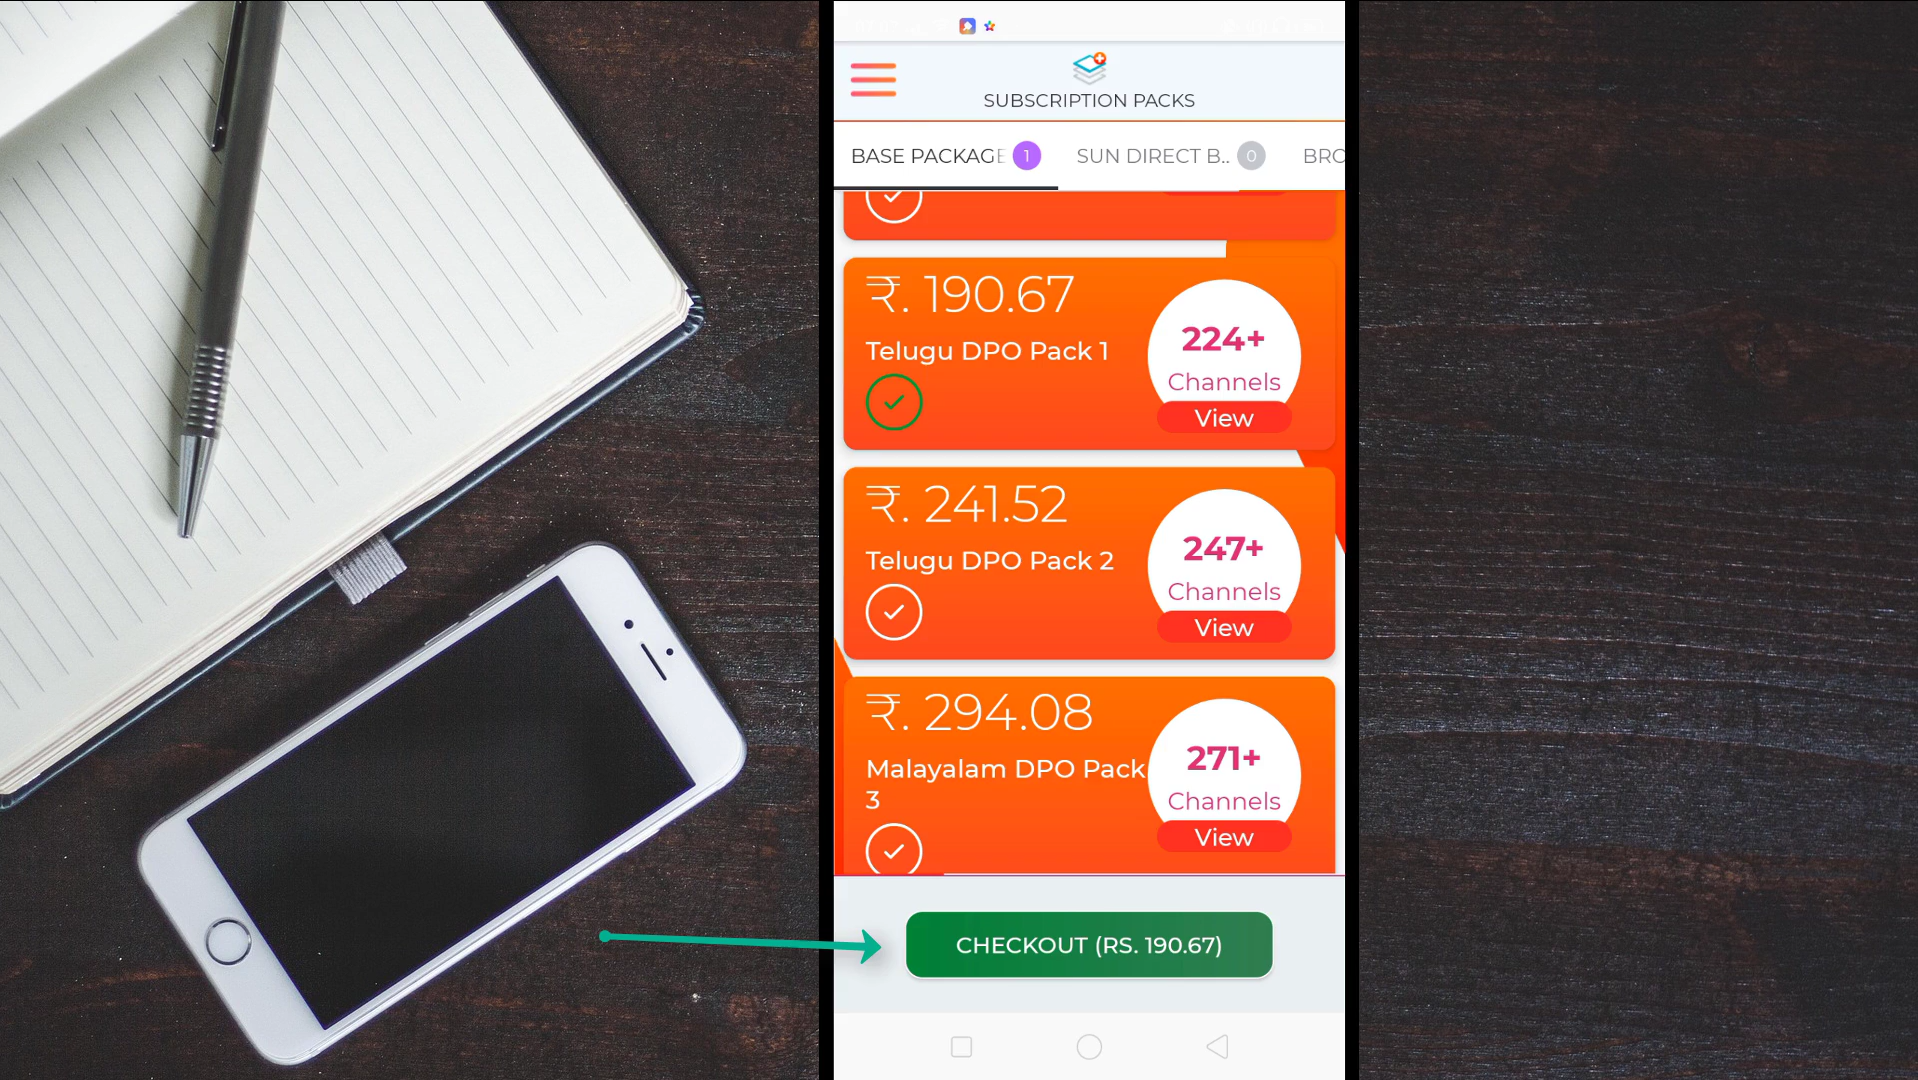 SUBSCRIPTION PACKS
BASE PACKAGE 1 SUN DIRECT B.. 0 BRO
₹. 190.67
Telugu DPO Pack 1
224+
Channels
View
₹. 241.52
Telugu DPO Pack 2
247+
Channels
View
₹. 294.08
Malayalam DPO Pack
3
271+
Channels
View
CHECKOUT (RS. 190.67)